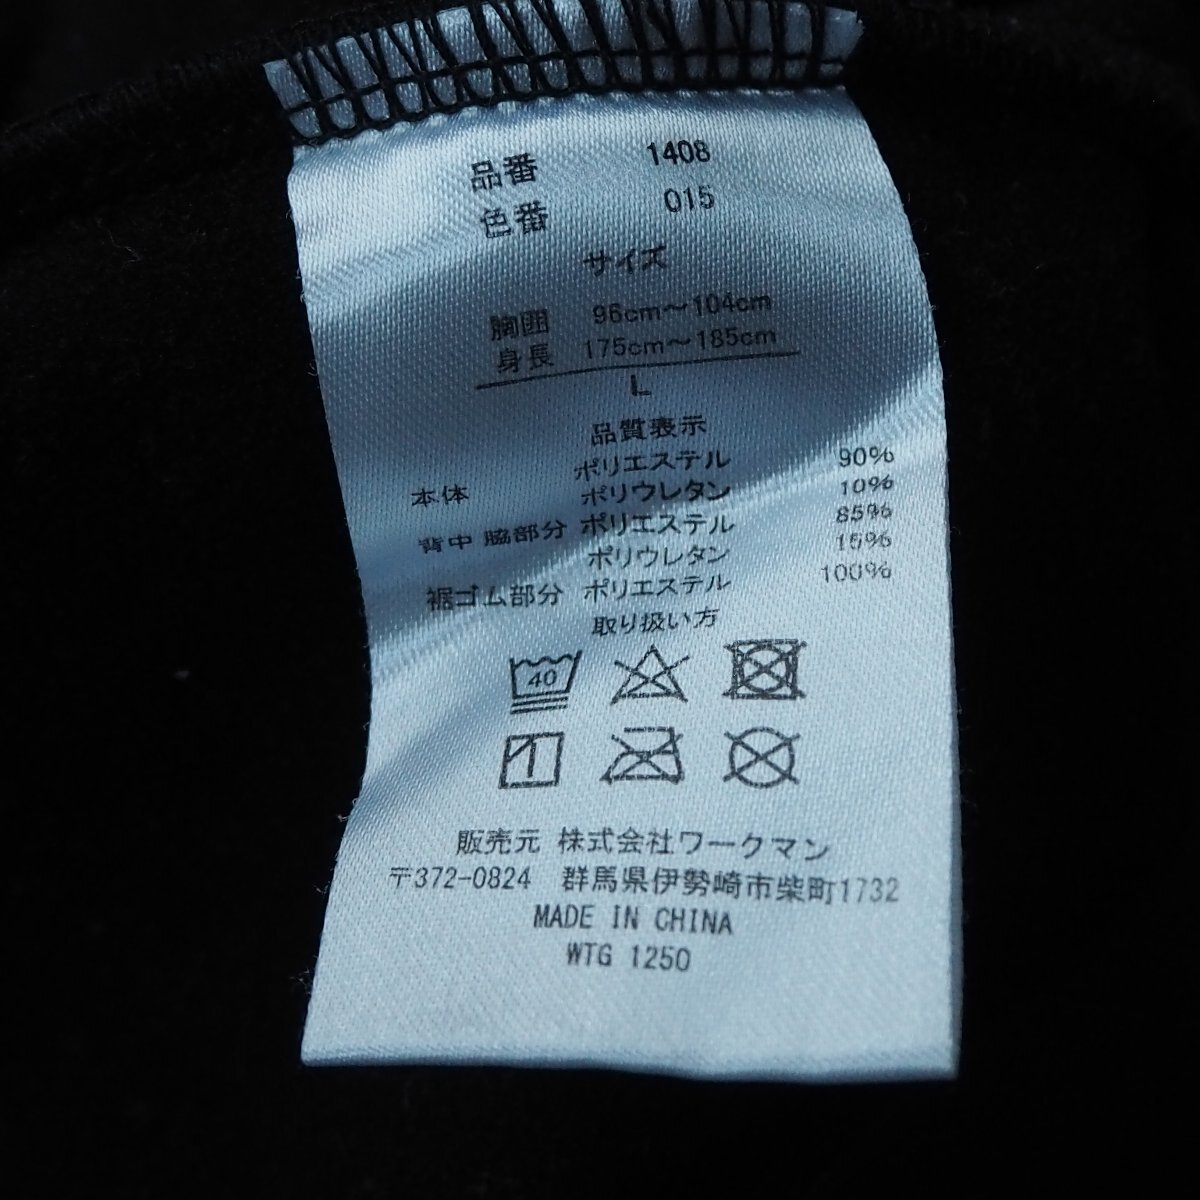 品番 1408
色番 015
サイズ
胸囲 96cm～104cm
身長 175cm～185cm
L
品質表示
ポリエステル 90%
本体 ポリウレタン 10%
背中 脇部分 ポリエステル 85%
ポリウレタン 15%
裾ゴム部分 ポリエステル 100%
取り扱い方
40
販売元 株式会社ワークマン
〒372-0824 群馬県伊勢崎市柴町1732
MADE IN CHINA
WTG 1250